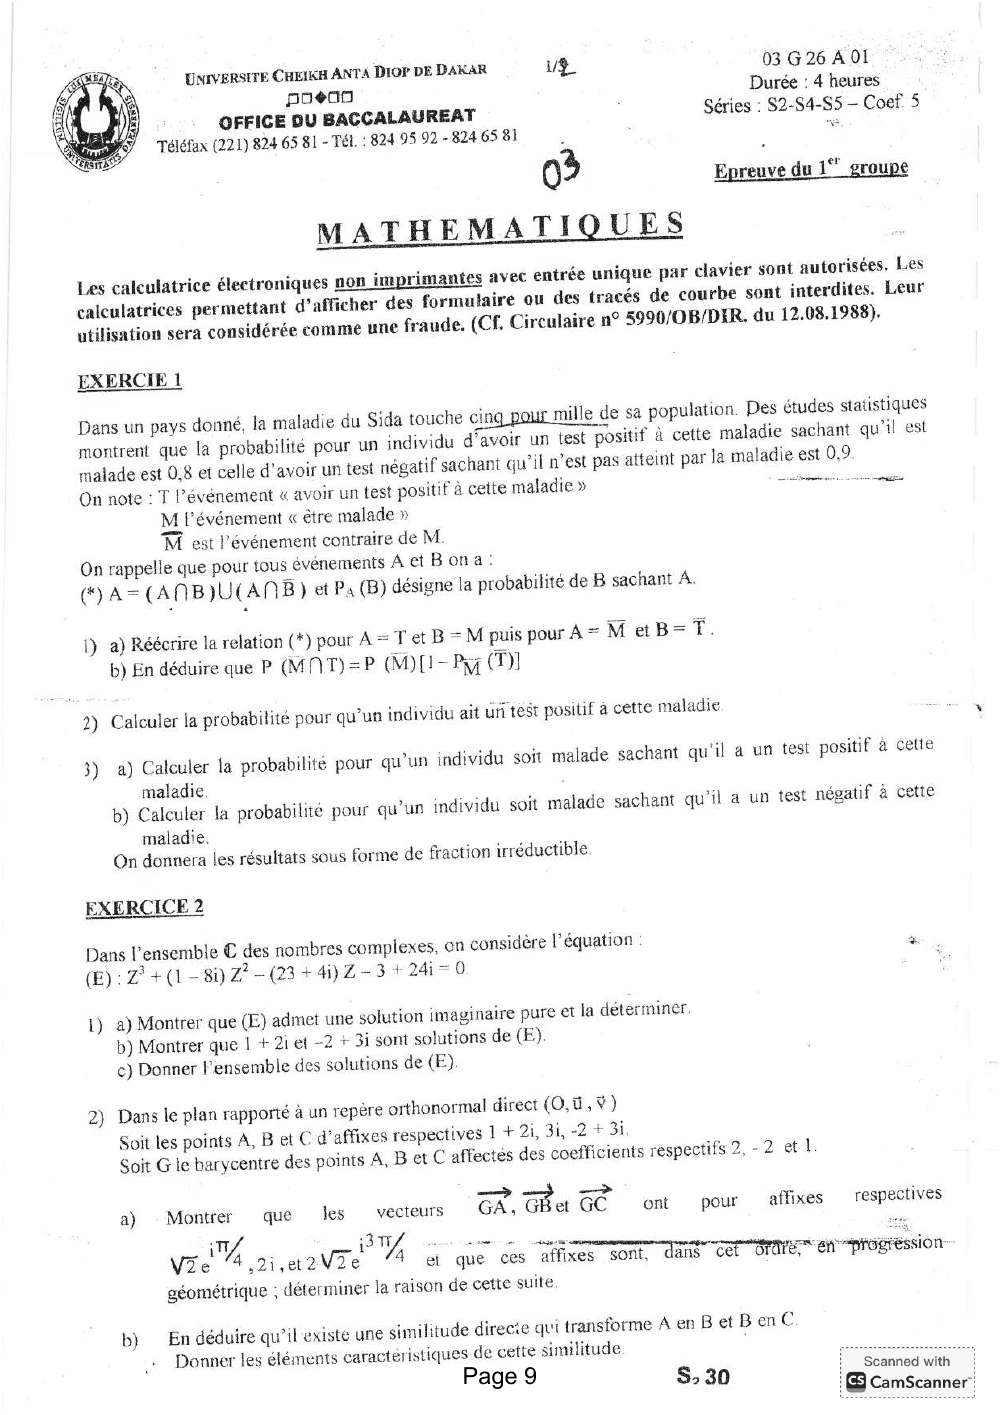 UNIVERSITE CHEIKH ANTA DIOP DE DAKAR
OFFICE DU BACCALAUREAT
Téléfax (221) 824 65 81 - Tél. : 824 95 92 - 824 65 81
1/2
03
03 G 26 A 01
Durée : 4 heures
Séries : S2-S4-S5 – Coef. 5
Epreuve du 1er groupe
MATHEMATIQUES
Les calculatrice électroniques non imprimantes avec entrée unique par clavier sont autorisées. Les
calculatrices permettant d'afficher des formulaire ou des tracés de courbe sont interdites. Leur
utilisation sera considérée comme une fraude. (Cf. Circulaire n° 5990/OB/DIR. du 12.08.1988).
EXERCIE 1
Dans un pays donné, la maladie du Sida touche cinq pour mille de sa population. Des études statistiques
montrent que la probabilité pour un individu d'avoir un test positif à cette maladie sachant qu'il est
malade est 0,8 et celle d'avoir un test négatif sachant qu'il n'est pas atteint par la maladie est 0,9.
On note : T l'événement « avoir un test positif à cette maladie »
M l'événement « être malade »
M̅ est l'événement contraire de M.
On rappelle que pour tous événements A et B on a :
(*) A = ( A ∩ B ) ∪ ( A ∩ B̅ ) et P_A (B) désigne la probabilité de B sachant A.
1) a) Réécrire la relation (*) pour A = T et B = M puis pour A = M̅ et B = T̅ .
b) En déduire que P (M̅ ∩ T) = P (M̅) [1 – P_M̅ (T̅)]
2) Calculer la probabilité pour qu'un individu ait un test positif à cette maladie.
3) a) Calculer la probabilité pour qu'un individu soit malade sachant qu'il a un test positif à cette
maladie.
b) Calculer la probabilité pour qu'un individu soit malade sachant qu'il a un test négatif à cette
maladie.
On donnera les résultats sous forme de fraction irréductible.
EXERCICE 2
Dans l'ensemble ℂ des nombres complexes, on considère l'équation :
(E) : Z³ + (1 – 8i) Z² – (23 + 4i) Z – 3 + 24i = 0.
1) a) Montrer que (E) admet une solution imaginaire pure et la déterminer.
b) Montrer que 1 + 2i et –2 + 3i sont solutions de (E).
c) Donner l'ensemble des solutions de (E).
2) Dans le plan rapporté à un repère orthonormal direct (O, u⃗ , v⃗ )
Soit les points A, B et C d'affixes respectives 1 + 2i, 3i, -2 + 3i.
Soit G le barycentre des points A, B et C affectés des coefficients respectifs 2, - 2 et 1.
a) Montrer que les vecteurs G⃗A⃗, G⃗B⃗ et G⃗C⃗ ont pour affixes respectives
√2 e^{iπ/4}, 2i, et 2√2 e^{i3π/4} et que ces affixes sont, dans cet ordre, en progression
géométrique ; déterminer la raison de cette suite.
b) En déduire qu'il existe une similitude directe qui transforme A en B et B en C.
Donner les éléments caractéristiques de cette similitude.
Page 9
S₂ 30
Scanned with
CS CamScanner